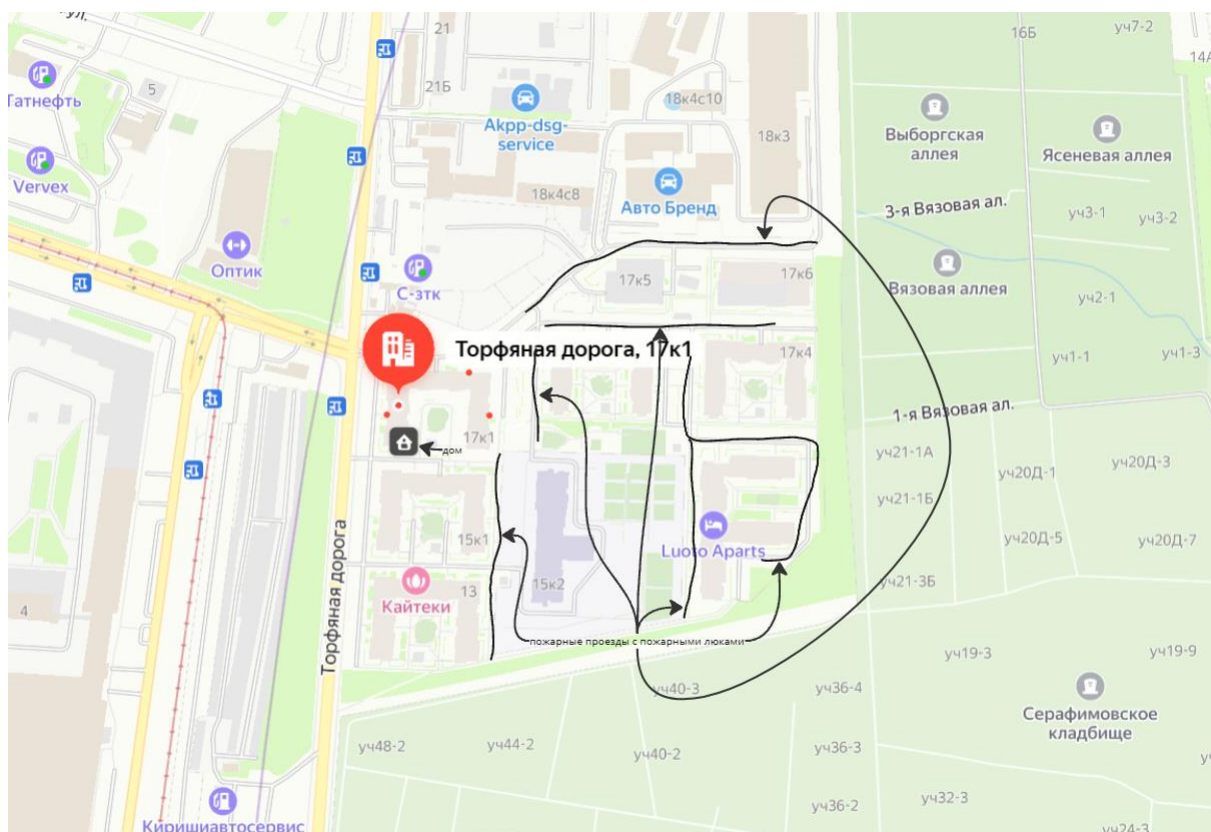 ул.
21
16Б
уч7-2
14А
Татнефть
5
21Б
Akpp-dsg-
service
18к4с10
18к3
Выборгская
аллея
Ясеневая аллея
Vervex
18к4с8
Авто Бренд
3-я Вязовая ал.
уч3-1
уч3-2
Оптик
С-зтк
17к5
17к6
Вязовая аллея
уч2-1
Торфяная дорога, 17к1
17к4
уч1-1
уч1-3
1-я Вязовая ал.
17к1
дом
уч21-1А
уч20Д-1
уч20Д-3
уч21-1Б
Торфяная дорога
15к1
Luoto Aparts
уч20Д-5
уч20Д-7
Кайтеки
13
15к2
уч21-3Б
4
пожарные проезды с пожарными люками
уч19-3
уч19-9
уч40-3
уч36-4
Серафимовское
кладбище
уч48-2
уч44-2
уч40-2
уч36-3
уч36-2
уч32-3
Киришиавтосервис
уч24-3